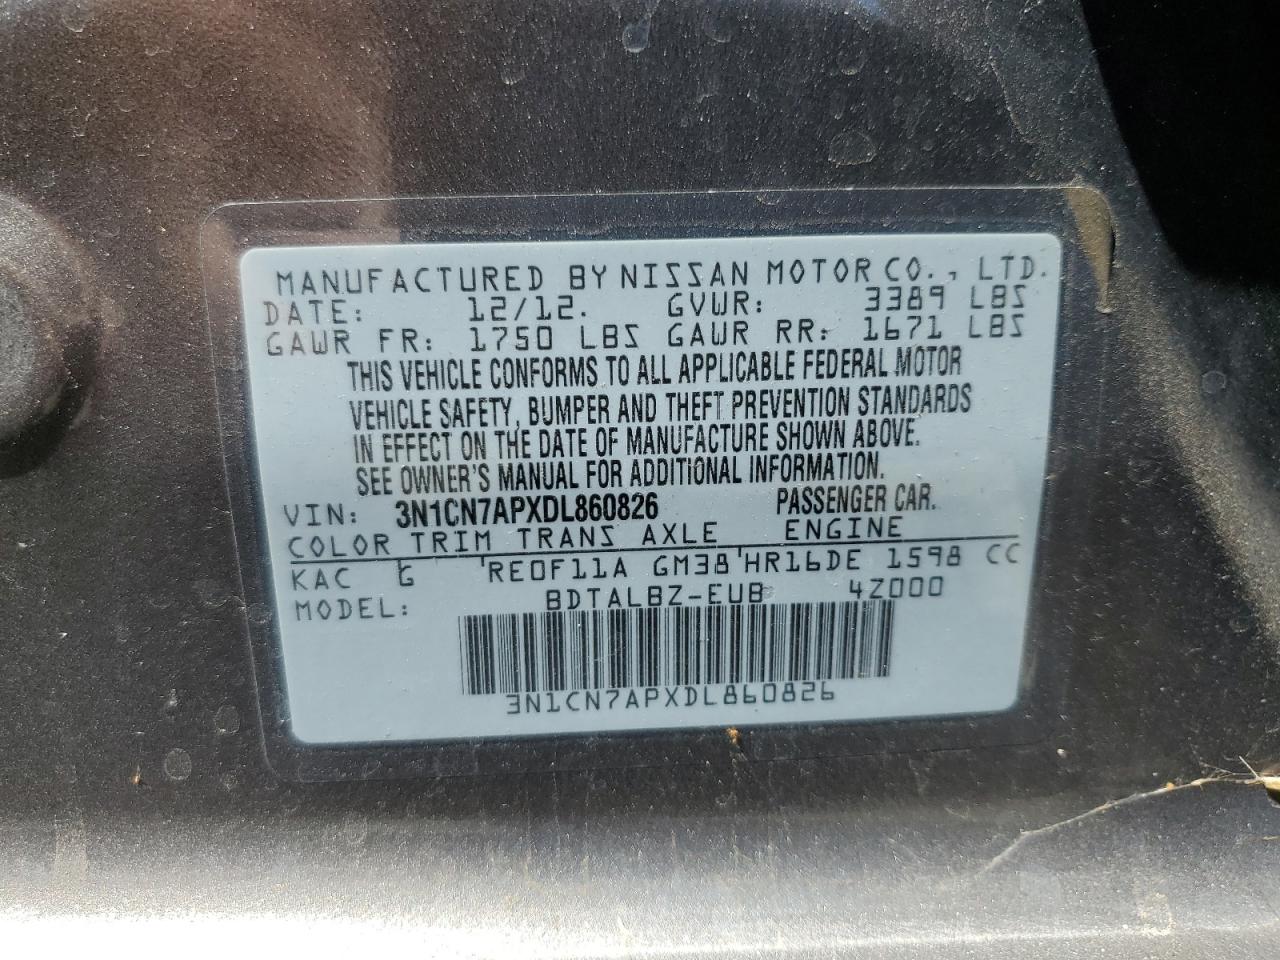 MANUFACTURED BY NISSAN MOTOR CO., LTD.
DATE: 12/12. GVWR: 3389 LBS
GAWR FR: 1750 LBS GAWR RR: 1671 LBS
THIS VEHICLE CONFORMS TO ALL APPLICABLE FEDERAL MOTOR
VEHICLE SAFETY, BUMPER AND THEFT PREVENTION STANDARDS
IN EFFECT ON THE DATE OF MANUFACTURE SHOWN ABOVE.
SEE OWNER'S MANUAL FOR ADDITIONAL INFORMATION.
VIN: 3N1CN7APXDL860826 PASSENGER CAR.
COLOR TRIM TRANS AXLE ENGINE
KAC G RE0F11A GM38 HR16DE 1598 CC
MODEL: BDTALBZ-EUB 4Z000
3N1CN7APXDL860826